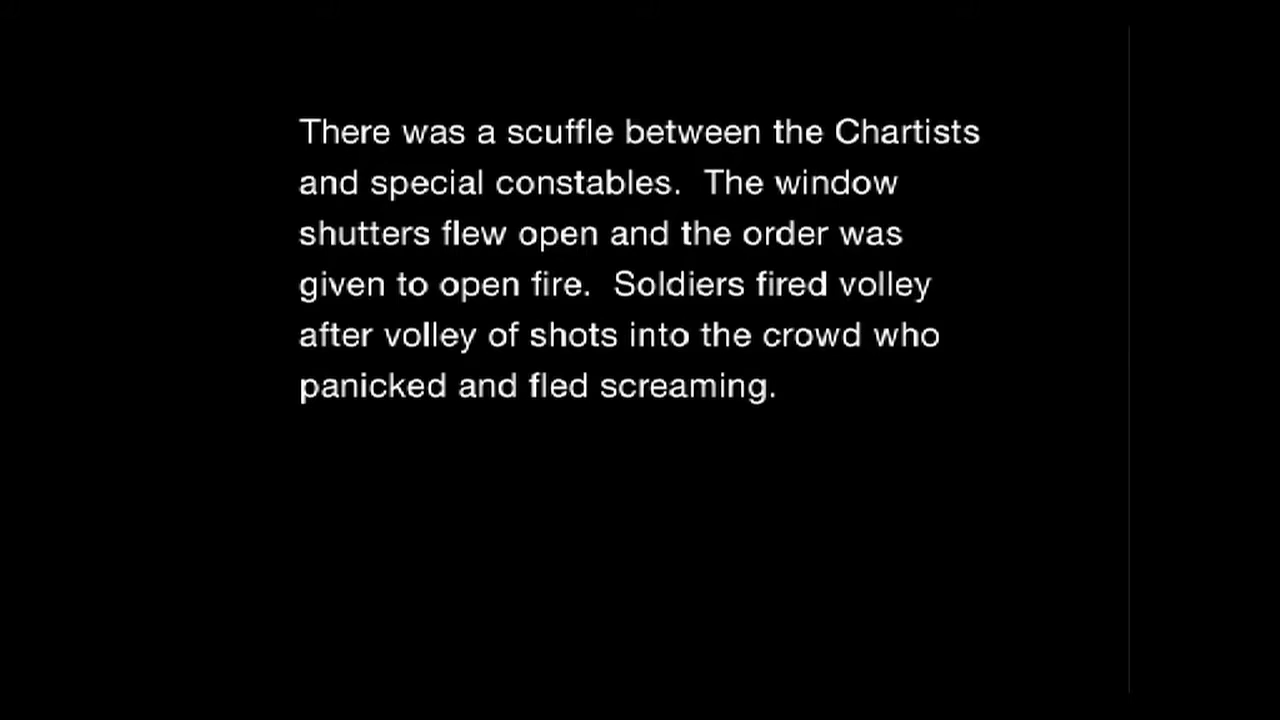 There was a scuffle between the Chartists
and special constables.  The window
shutters flew open and the order was
given to open fire.  Soldiers fired volley
after volley of shots into the crowd who
panicked and fled screaming.